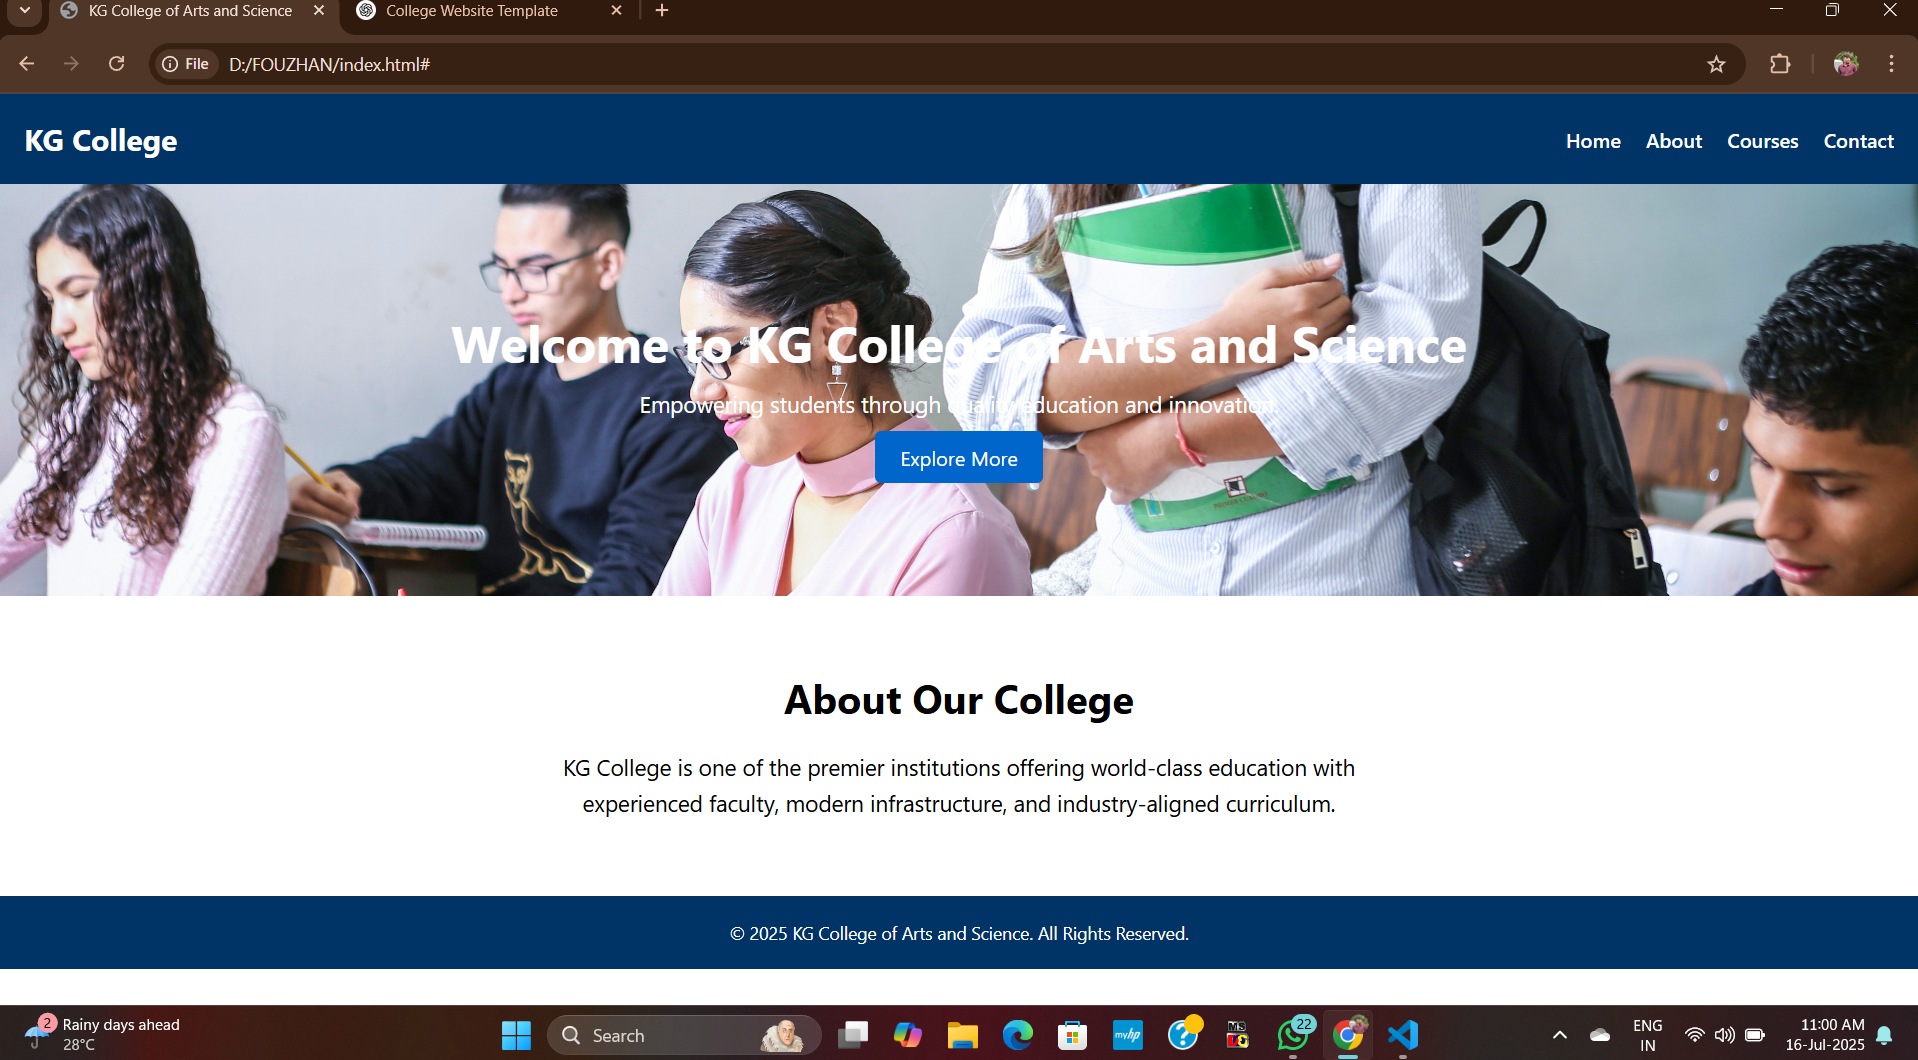 KG College of Arts and Science
College Website Template
File
D:/FOUZHAN/index.html#
KG College
Home
About
Courses
Contact
Welcome to KG College of Arts and Science
Empowering students through quality education and innovation.
Explore More
About Our College
KG College is one of the premier institutions offering world-class education with
experienced faculty, modern infrastructure, and industry-aligned curriculum.
© 2025 KG College of Arts and Science. All Rights Reserved.
2
Rainy days ahead
28°C
Search
myhp
MS
22
ENG
IN
11:00 AM
16-Jul-2025